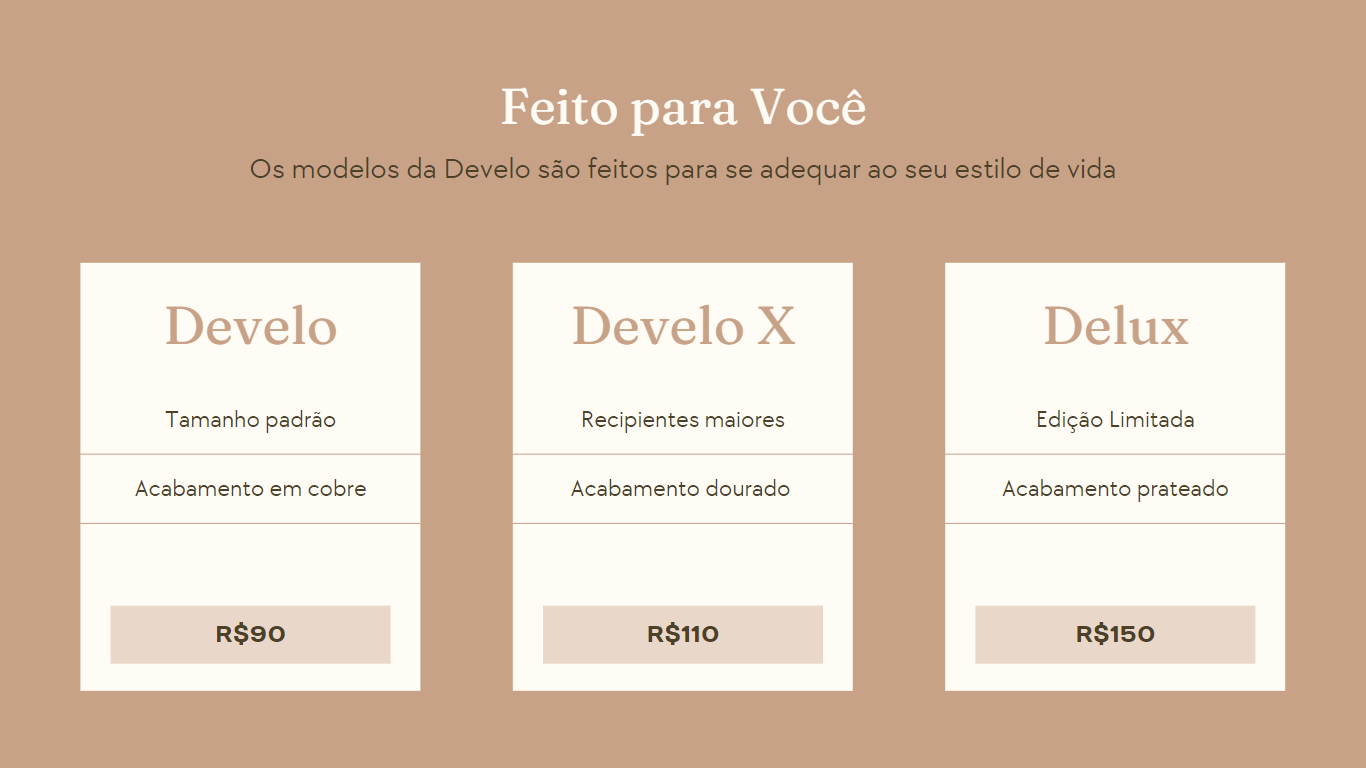 Feito para Você
Os modelos da Develo são feitos para se adequar ao seu estilo de vida
Develo
Tamanho padrão
Acabamento em cobre
R$90
Develo X
Recipientes maiores
Acabamento dourado
R$110
Delux
Edição Limitada
Acabamento prateado
R$150